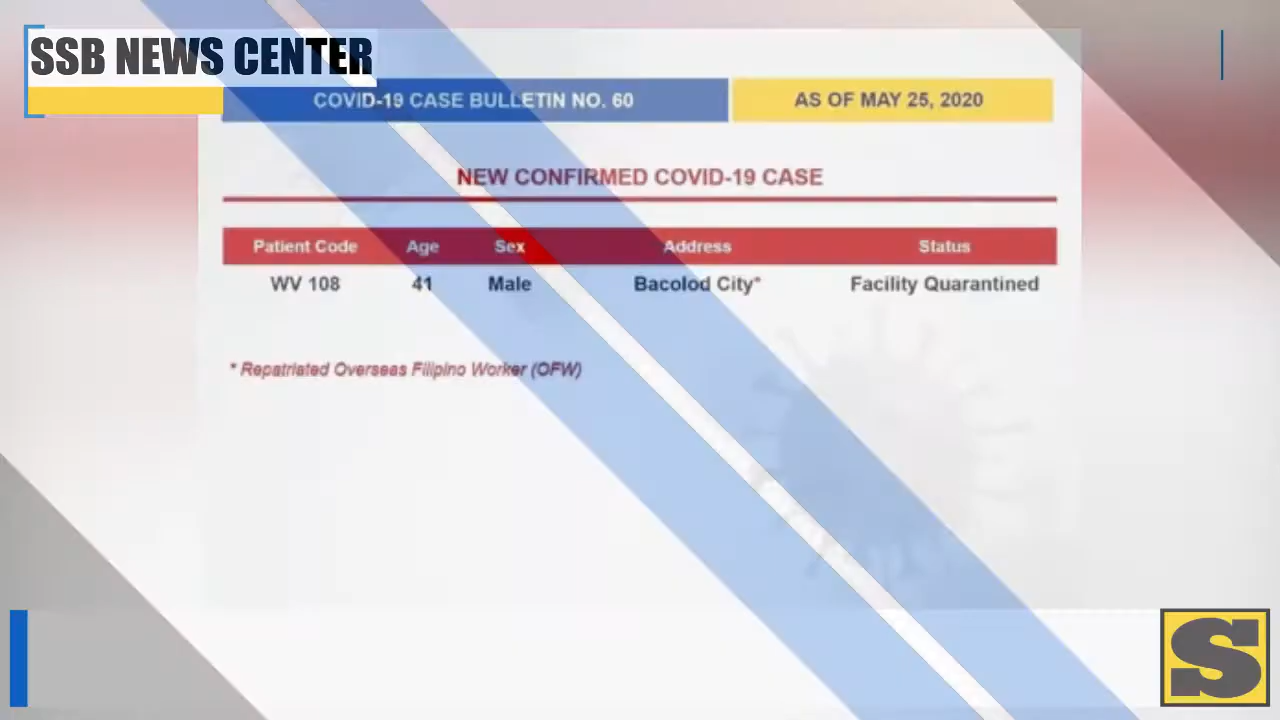 SSB NEWS CENTER
COVID-19 CASE BULLETIN NO. 60
AS OF MAY 25, 2020
NEW CONFIRMED COVID-19 CASE
Patient Code Age Sex Address Status
WV 108 41 Male Bacolod City* Facility Quarantined
* Repatriated Overseas Filipino Worker (OFW)
S